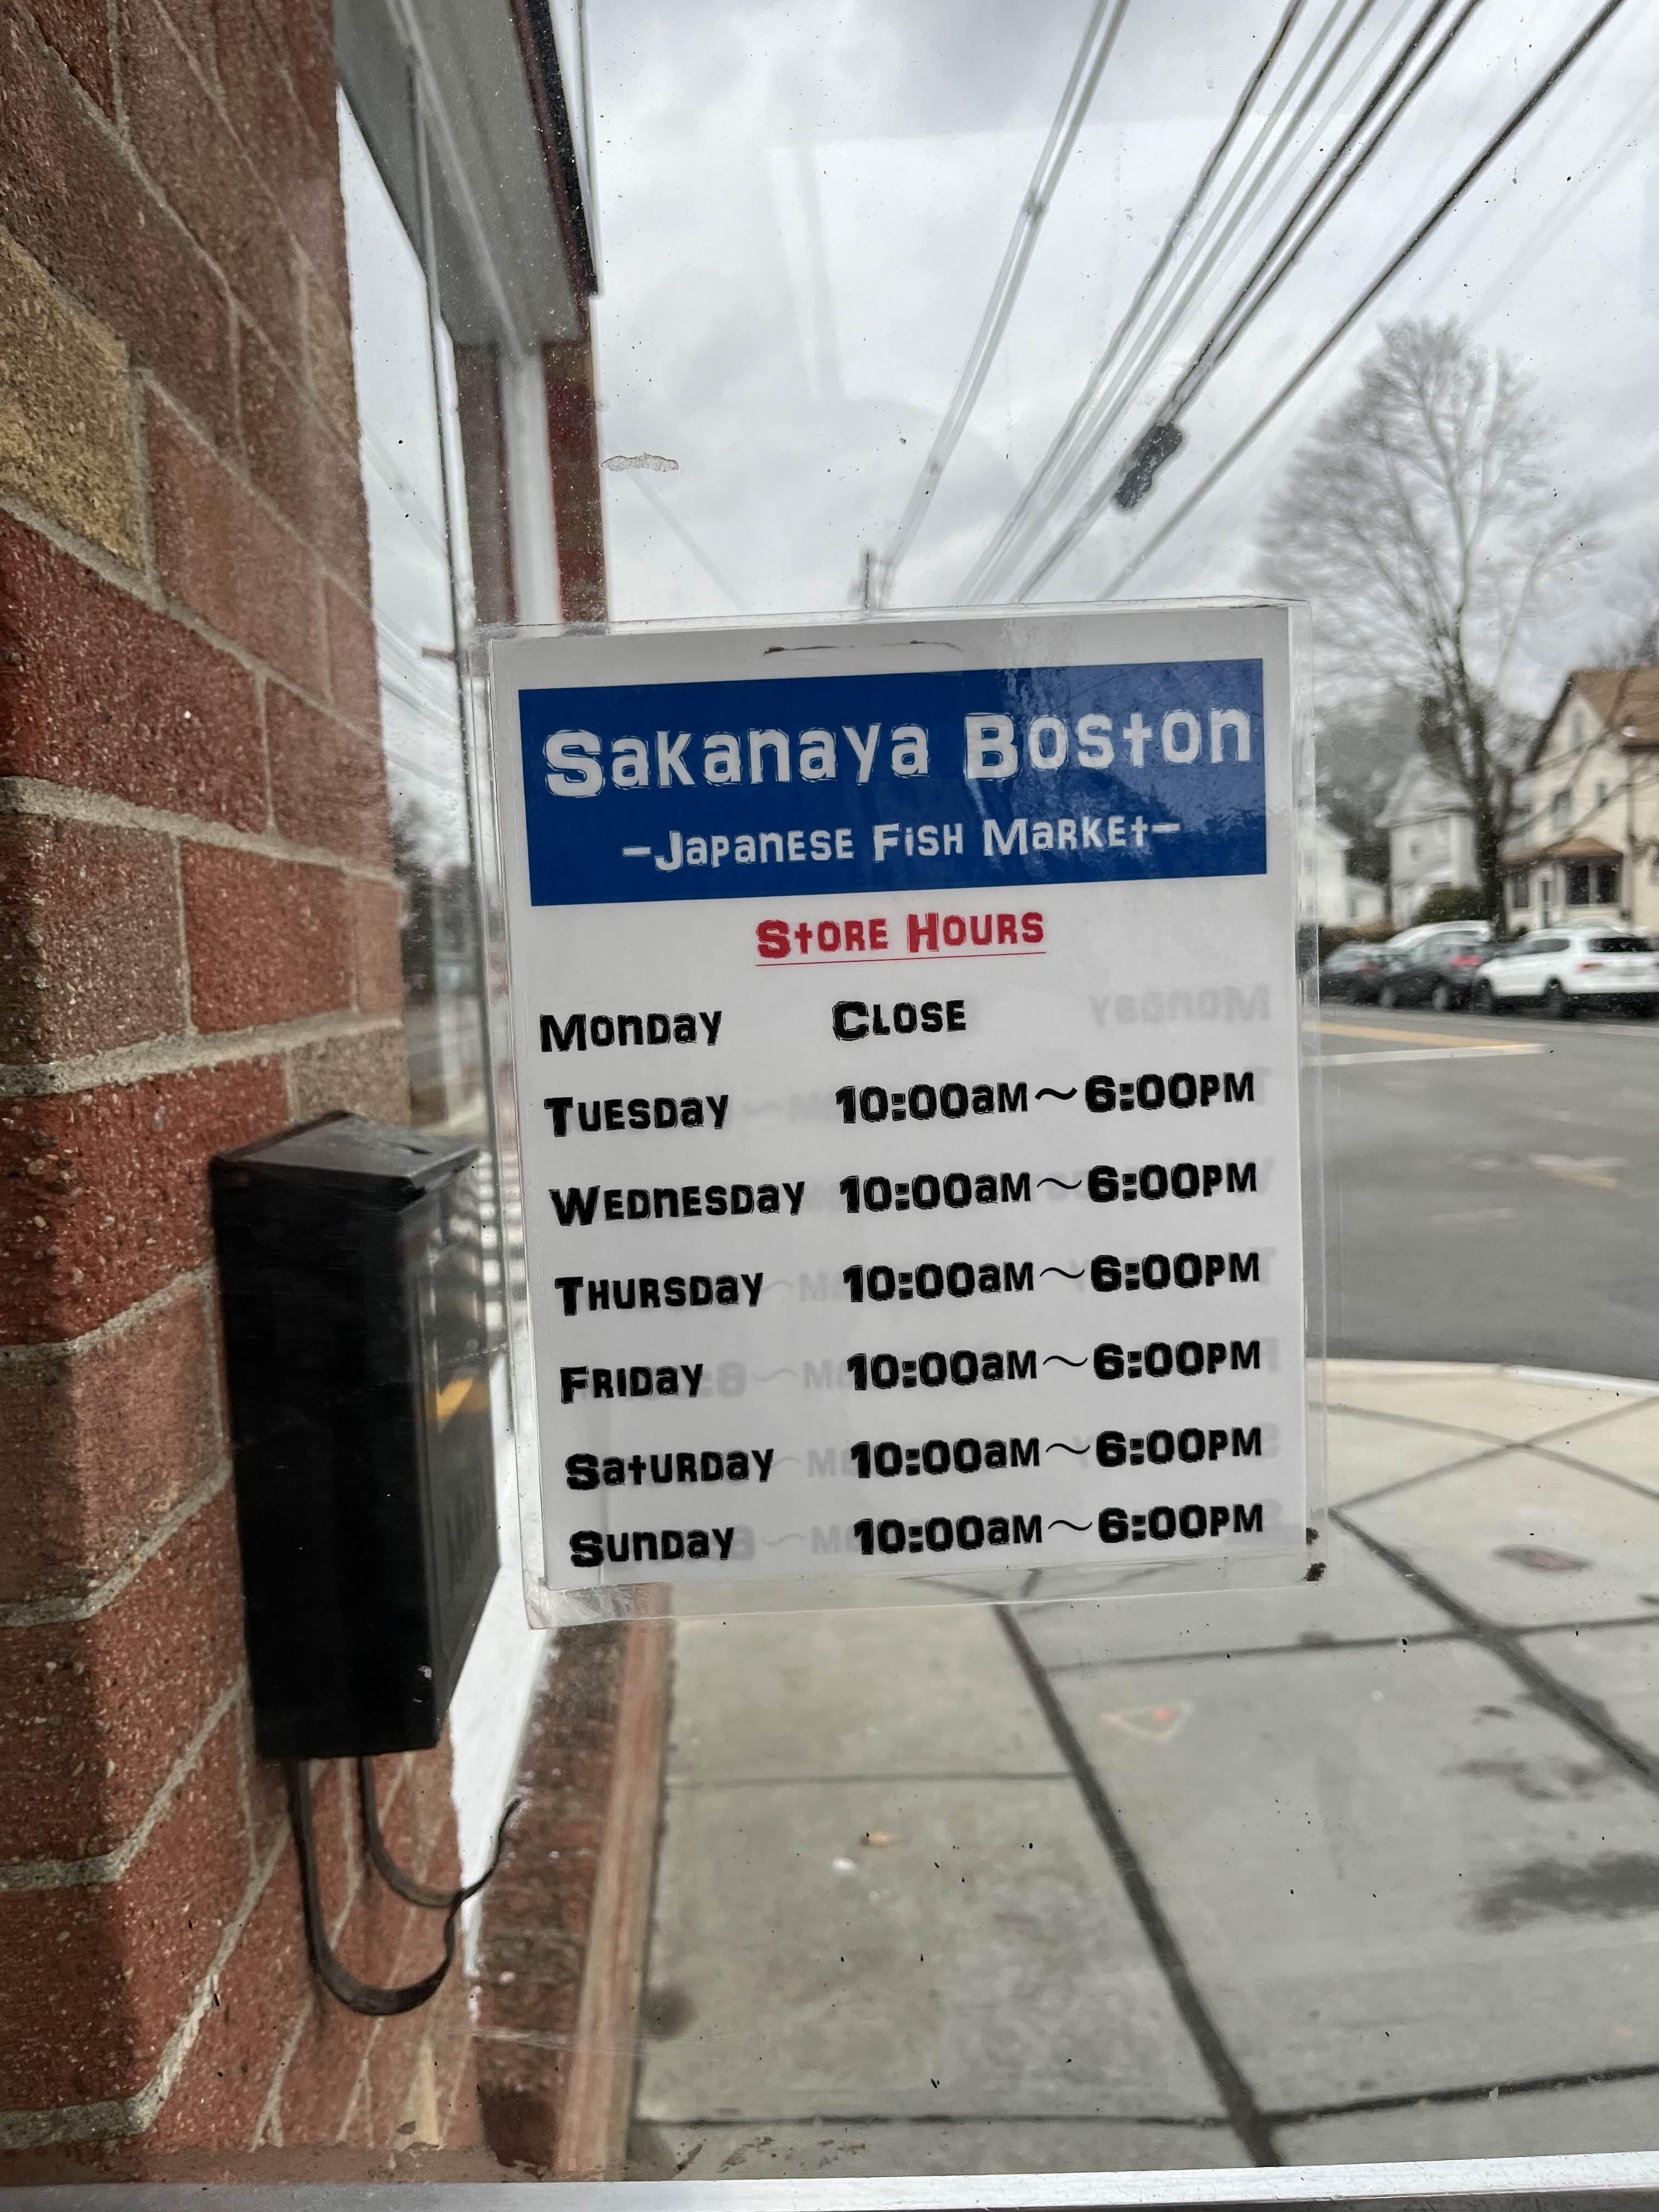 Sakanaya Boston
-Japanese Fish Market-
Store Hours
Monday Close
Tuesday 10:00am～6:00pm
Wednesday 10:00am～6:00pm
Thursday 10:00am～6:00pm
Friday 10:00am～6:00pm
Saturday 10:00am～6:00pm
Sunday 10:00am～6:00pm